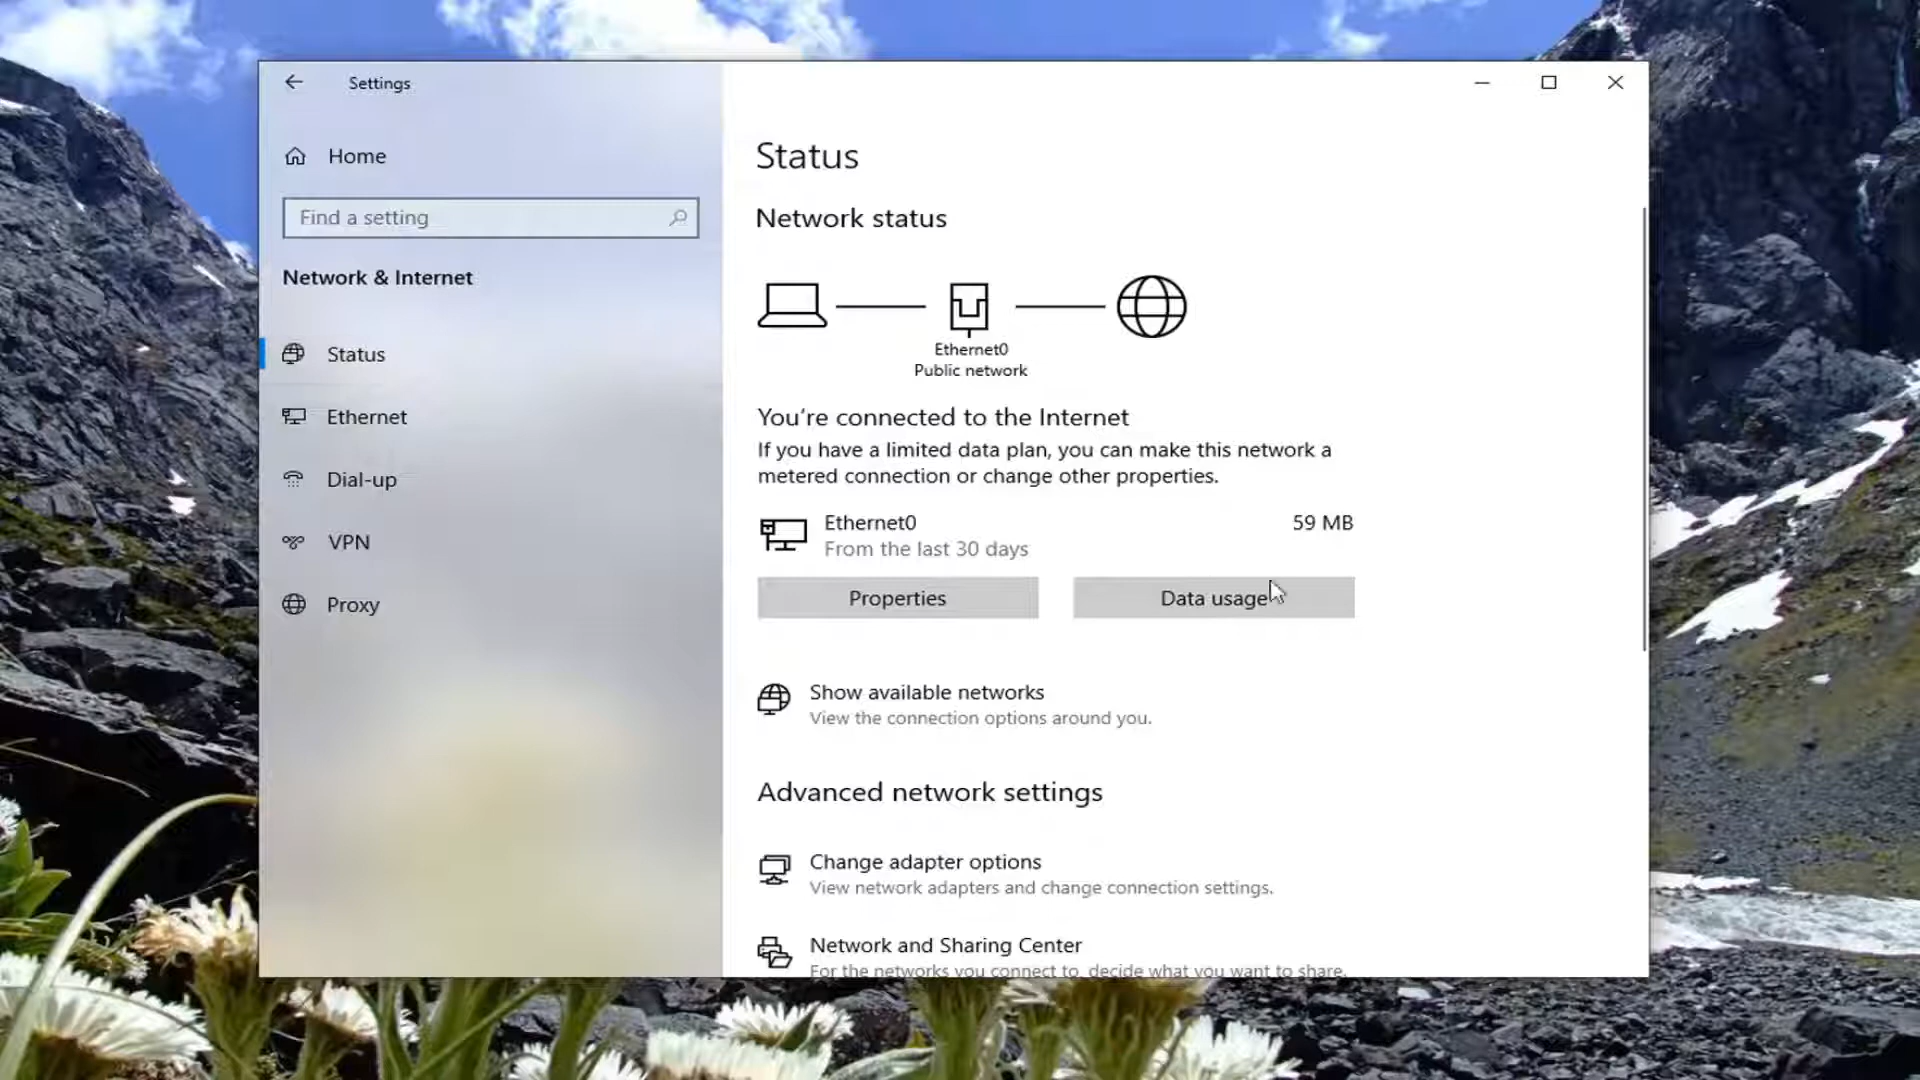 Settings
Home
Find a setting
Network & Internet
Status
Ethernet
Dial-up
VPN
Proxy
Status
Network status
Ethernet0
Public network
You're connected to the Internet
If you have a limited data plan, you can make this network a
metered connection or change other properties.
Ethernet0
59 MB
From the last 30 days
Properties
Data usage
Show available networks
View the connection options around you.
Advanced network settings
Change adapter options
View network adapters and change connection settings.
Network and Sharing Center
For the networks you connect to, decide what you want to share.